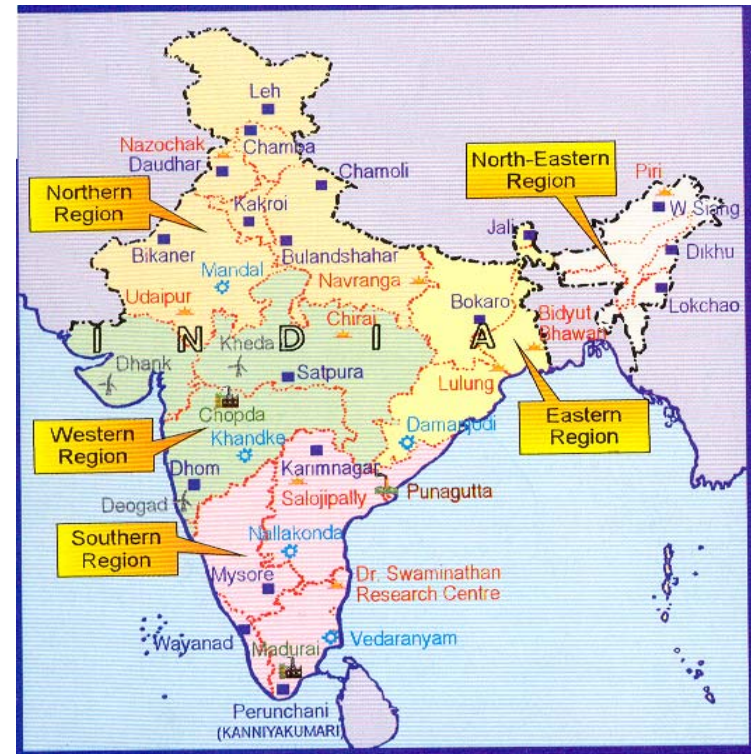 Leh
Nazochak
Chamba
Daudhar
Chamoli
North-Eastern
Region
Piri
Northern
Region
Kakroi
W.Siang
Jali
Bikaner
Bulandshahar
Dikhu
Mandal
Navranga
Lokchao
Udaipur
Bokaro
Bidyut
Bhawan
Chirai
I N D I A
Kheda
Dhank
Satpura
Lulung
Chopda
Eastern
Region
Western
Region
Khandke
Damanjodi
Dhom
Karimnagar
Deogad
Salojipally
Punagutta
Southern
Region
Nallakonda
Mysore
Dr. Swaminathan
Research Centre
Wayanad
Vedaranyam
Madurai
Perunchani
(KANNIYAKUMARI)